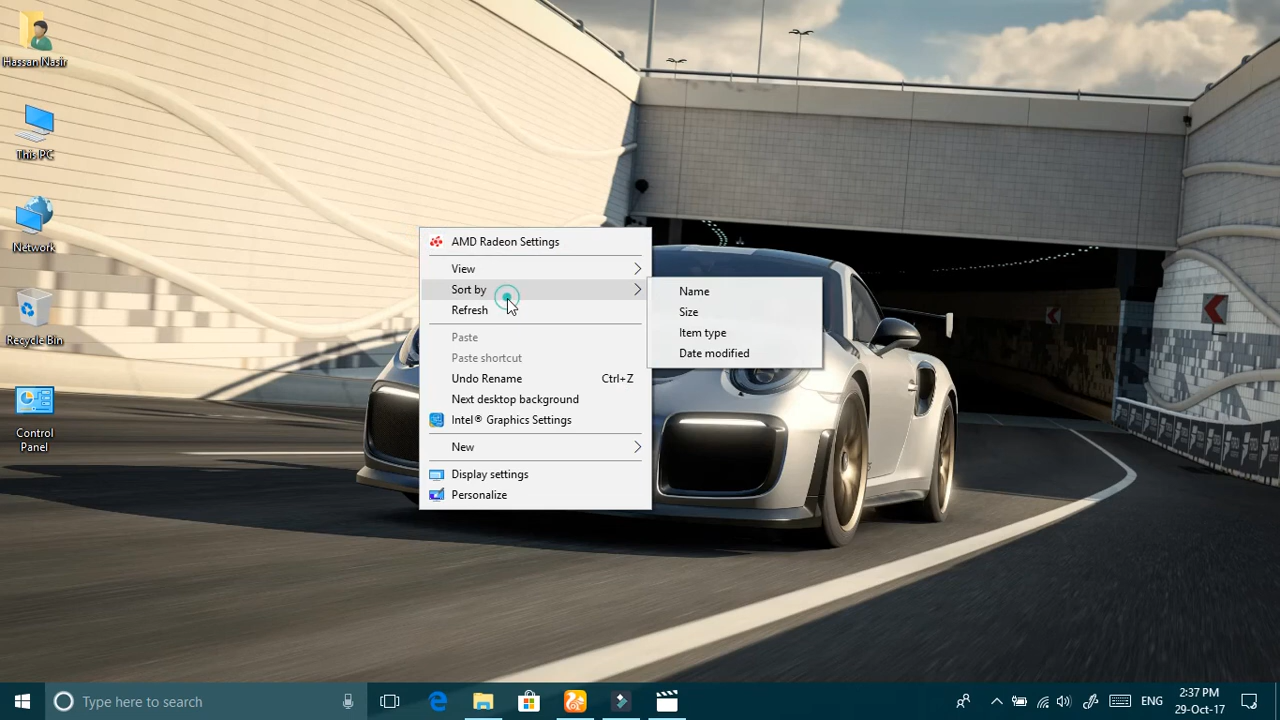 Hassan Nasir
This PC
Network
Recycle Bin
Control
Panel
AMD Radeon Settings
View
Sort by
Refresh
Paste
Paste shortcut
Undo Rename Ctrl+Z
Next desktop background
Intel® Graphics Settings
New
Display settings
Personalize
Name
Size
Item type
Date modified
Type here to search
ENG
2:37 PM
29-Oct-17